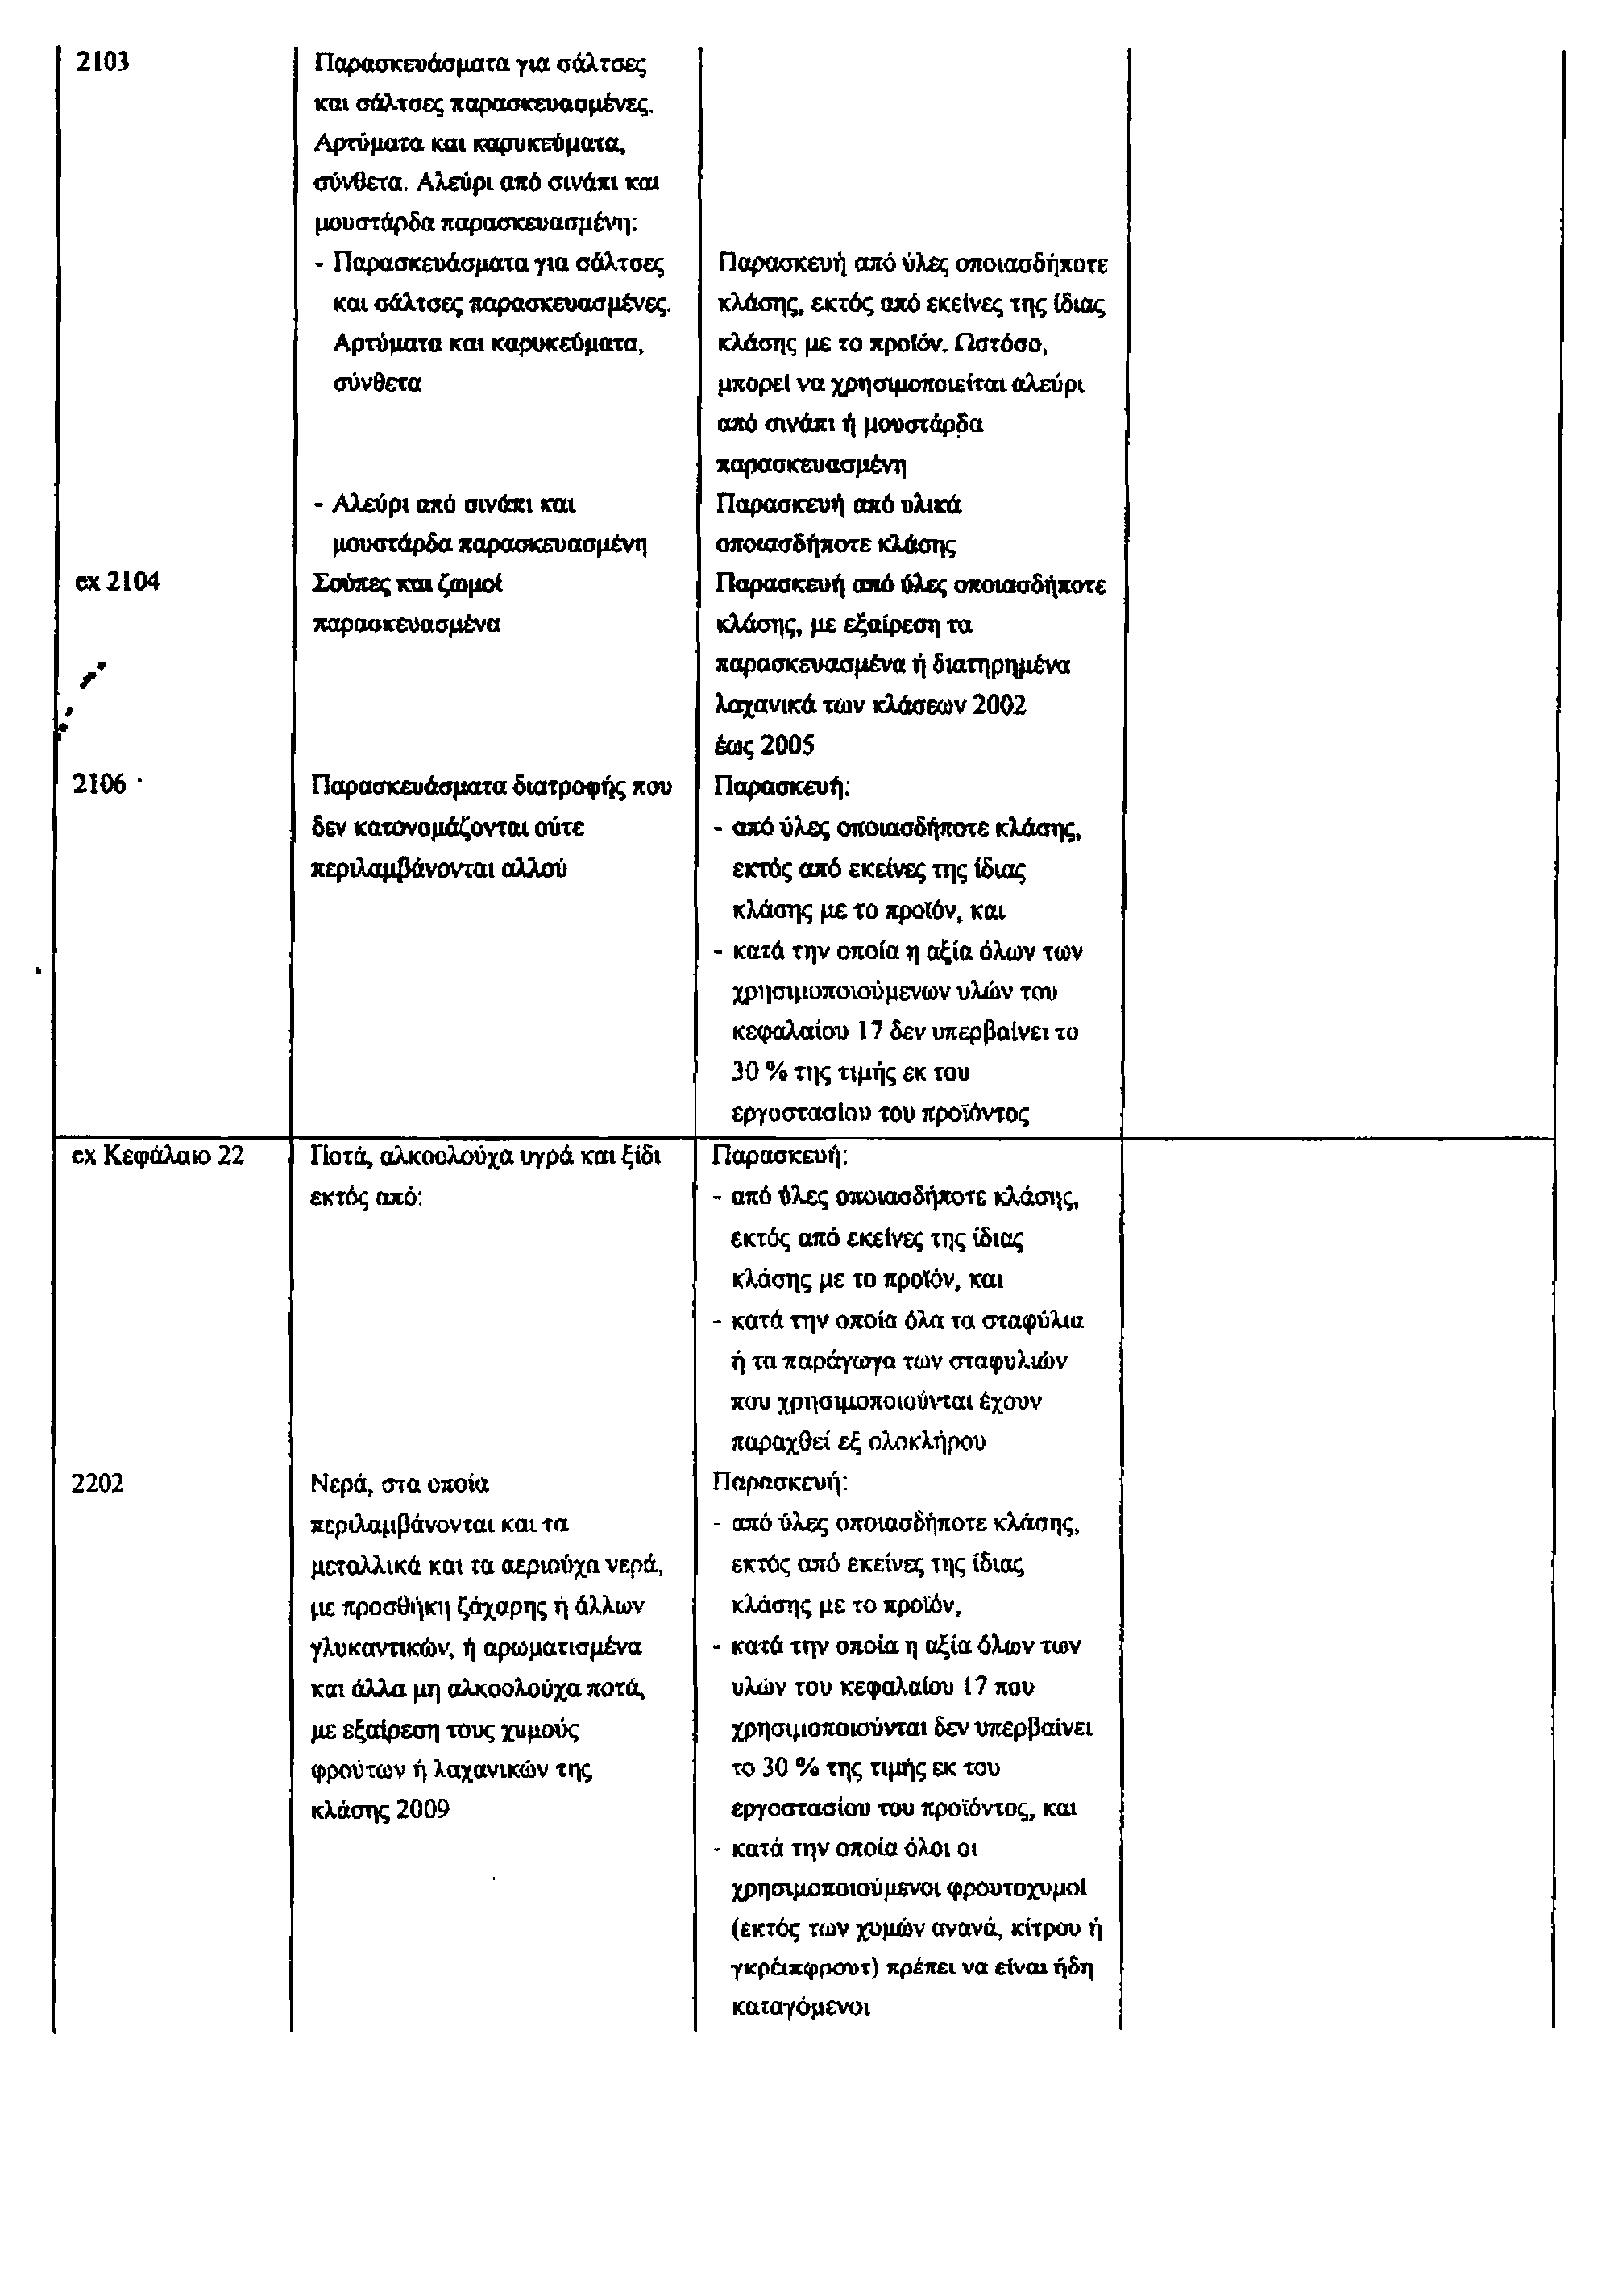 2103
Παρασκευάσματα για σάλτσες
και σάλτσες παρασκευασμένες.
Αρτύματα και καρυκεύματα,
σύνθετα. Αλεύρι από σινάπι και
μουστάρδα παρασκευασμένη:
- Παρασκευάσματα για σάλτσες
και σάλτσες παρασκευασμένες.
Αρτύματα και καρυκεύματα,
σύνθετα
Παρασκευή από ύλες οποιασδήποτε
κλάσης, εκτός από εκείνες της ίδιας
κλάσης με το προϊόν. Ωστόσο,
μπορεί να χρησιμοποιείται αλεύρι
από σινάπι ή μουστάρδα
παρασκευασμένη
- Αλεύρι από σινάπι και
μουστάρδα παρασκευασμένη
Παρασκευή από υλικά
οποιασδήποτε κλάσης
ex 2104
Σούπες και ζωμοί
παρασκευασμένα
Παρασκευή από ύλες οποιασδήποτε
κλάσης, με εξαίρεση τα
παρασκευασμένα ή διατηρημένα
λαχανικά των κλάσεων 2002
έως 2005
2106
Παρασκευάσματα διατροφής που
δεν κατονομάζονται ούτε
περιλαμβάνονται αλλού
Παρασκευή:
- από ύλες οποιασδήποτε κλάσης,
εκτός από εκείνες της ίδιας
κλάσης με το προϊόν, και
- κατά την οποία η αξία όλων των
χρησιμοποιούμενων υλών του
κεφαλαίου 17 δεν υπερβαίνει το
30 % της τιμής εκ του
εργοστασίου του προϊόντος
ex Κεφάλαιο 22
Ποτά, αλκοολούχα υγρά και ξίδι
εκτός από:
Παρασκευή:
- από ύλες οποιασδήποτε κλάσης,
εκτός από εκείνες της ίδιας
κλάσης με το προϊόν, και
- κατά την οποία όλα τα σταφύλια
ή τα παράγωγα των σταφυλιών
που χρησιμοποιούνται έχουν
παραχθεί εξ ολοκλήρου
2202
Νερά, στα οποία
περιλαμβάνονται και τα
μεταλλικά και τα αεριούχα νερά,
με προσθήκη ζάχαρης ή άλλων
γλυκαντικών, ή αρωματισμένα
και άλλα μη αλκοολούχα ποτά,
με εξαίρεση τους χυμούς
φρούτων ή λαχανικών της
κλάσης 2009
Παρασκευή:
- από ύλες οποιασδήποτε κλάσης,
εκτός από εκείνες της ίδιας
κλάσης με το προϊόν,
- κατά την οποία η αξία όλων των
υλών του κεφαλαίου 17 που
χρησιμοποιούνται δεν υπερβαίνει
το 30 % της τιμής εκ του
εργοστασίου του προϊόντος, και
- κατά την οποία όλοι οι
χρησιμοποιούμενοι φρουτοχυμοί
(εκτός των χυμών ανανά, κίτρου ή
γκρέιπφρουτ) πρέπει να είναι ήδη
καταγόμενοι